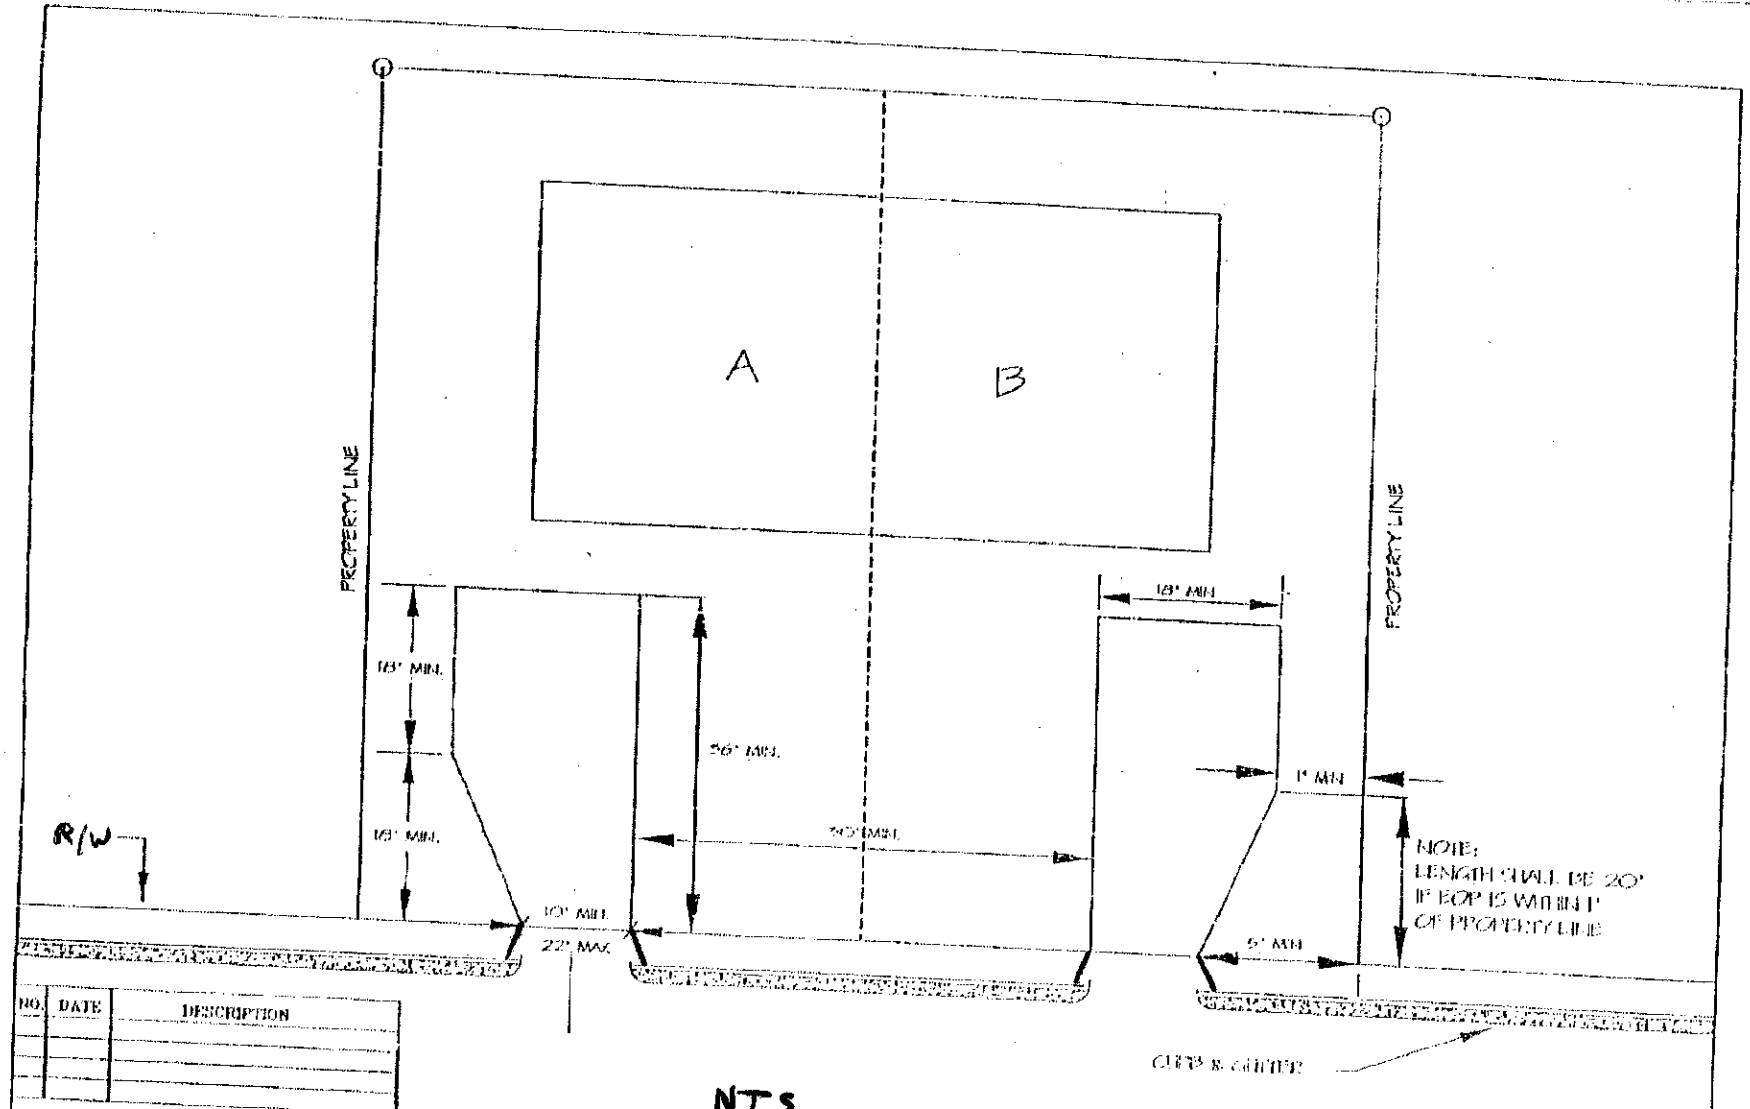 A
B
PROPERTY LINE
PROPERTY LINE
18' MIN.
18' MIN.
36' MIN.
1' MIN
R/W
18' MIN.
MIN.
NOTE:
LENGTH SHALL BE 20'
IF EOP IS WITHIN 1'
OF PROPERTY LINE
10' MIN.
22' MAX
5' MIN
NO. DATE DESCRIPTION
CURB & GUTTER
NTS